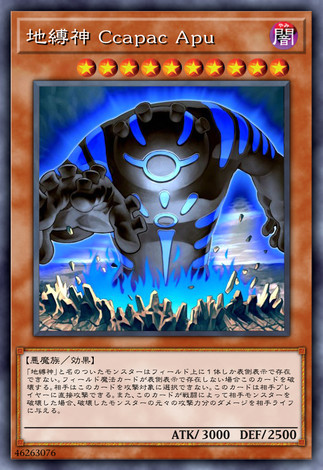 地縛神 Ccapac Apu
やみ
闇
【悪魔族／効果】
「地縛神」と名のついたモンスターはフィールド上に１体しか表側表示で存在
できない。フィールド魔法カードが表側表示で存在しない場合このカードを破
壊する。相手はこのカードを攻撃対象に選択できない。このカードは相手プレイ
ヤーに直接攻撃できる。また、このカードが戦闘によって相手モンスターを
破壊した場合、破壊したモンスターの元々の攻撃力分のダメージを相手ライフ
に与える。
ATK/ 3000 DEF/2500
46263076